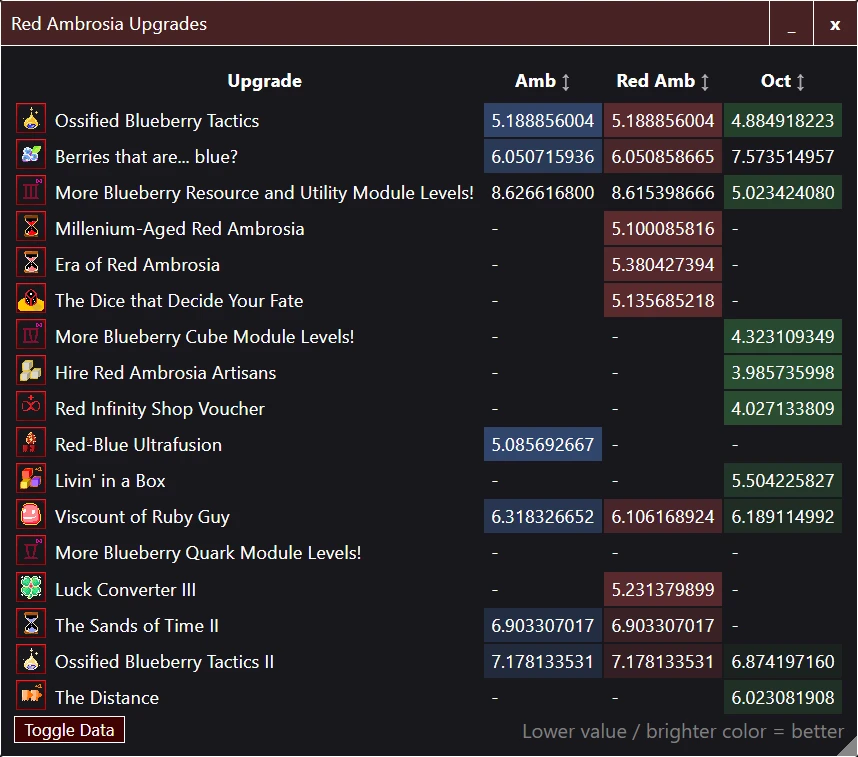 Red Ambrosia Upgrades _ x
Upgrade Amb ↕ Red Amb ↕ Oct ↕
Ossified Blueberry Tactics 5.188856004 5.188856004 4.884918223
Berries that are... blue? 6.050715936 6.050858665 7.573514957
More Blueberry Resource and Utility Module Levels! 8.626616800 8.615398666 5.023424080
Millenium-Aged Red Ambrosia - 5.100085816 -
Era of Red Ambrosia - 5.380427394 -
The Dice that Decide Your Fate - 5.135685218 -
More Blueberry Cube Module Levels! - - 4.323109349
Hire Red Ambrosia Artisans - - 3.985735998
Red Infinity Shop Voucher - - 4.027133809
Red-Blue Ultrafusion 5.085692667 - -
Livin' in a Box - - 5.504225827
Viscount of Ruby Guy 6.318326652 6.106168924 6.189114992
More Blueberry Quark Module Levels! - - -
Luck Converter III - 5.231379899 -
The Sands of Time II 6.903307017 6.903307017 -
Ossified Blueberry Tactics II 7.178133531 7.178133531 6.874197160
The Distance - - 6.023081908
Toggle Data Lower value / brighter color = better